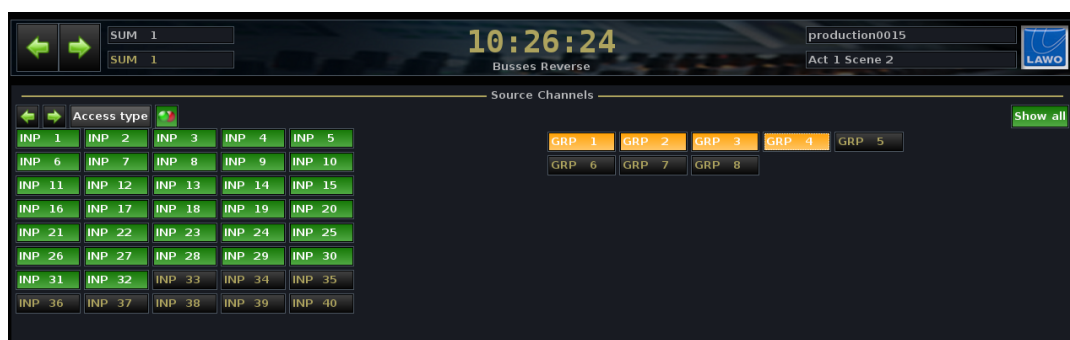 SUM 1
10:26:24
production0015
SUM 1
Busses Reverse
Act 1 Scene 2
LAWO
Source Channels
Access type
Show all
INP 1 INP 2 INP 3 INP 4 INP 5
GRP 1 GRP 2 GRP 3 GRP 4 GRP 5
INP 6 INP 7 INP 8 INP 9 INP 10
GRP 6 GRP 7 GRP 8
INP 11 INP 12 INP 13 INP 14 INP 15
INP 16 INP 17 INP 18 INP 19 INP 20
INP 21 INP 22 INP 23 INP 24 INP 25
INP 26 INP 27 INP 28 INP 29 INP 30
INP 31 INP 32 INP 33 INP 34 INP 35
INP 36 INP 37 INP 38 INP 39 INP 40